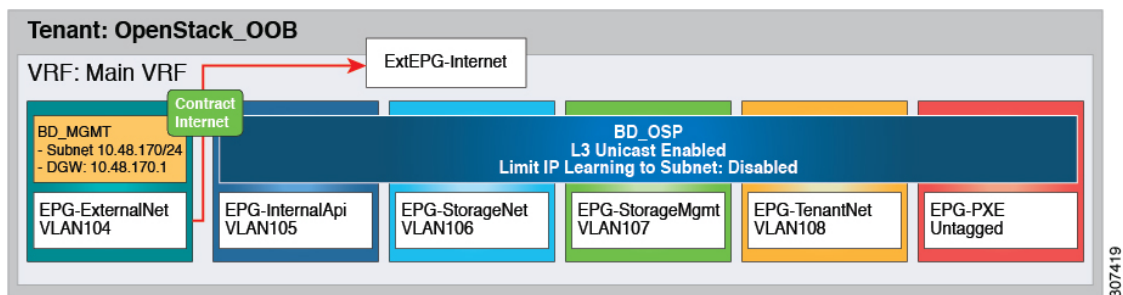 Tenant: OpenStack_OOB
VRF: Main VRF
ExtEPG-Internet
Contract
Internet
BD_MGMT
- Subnet 10.48.170/24
- DGW: 10.48.170.1
BD_OSP
L3 Unicast Enabled
Limit IP Learning to Subnet: Disabled
EPG-ExternalNet
VLAN104
EPG-InternalApi
VLAN105
EPG-StorageNet
VLAN106
EPG-StorageMgmt
VLAN107
EPG-TenantNet
VLAN108
EPG-PXE
Untagged
307419